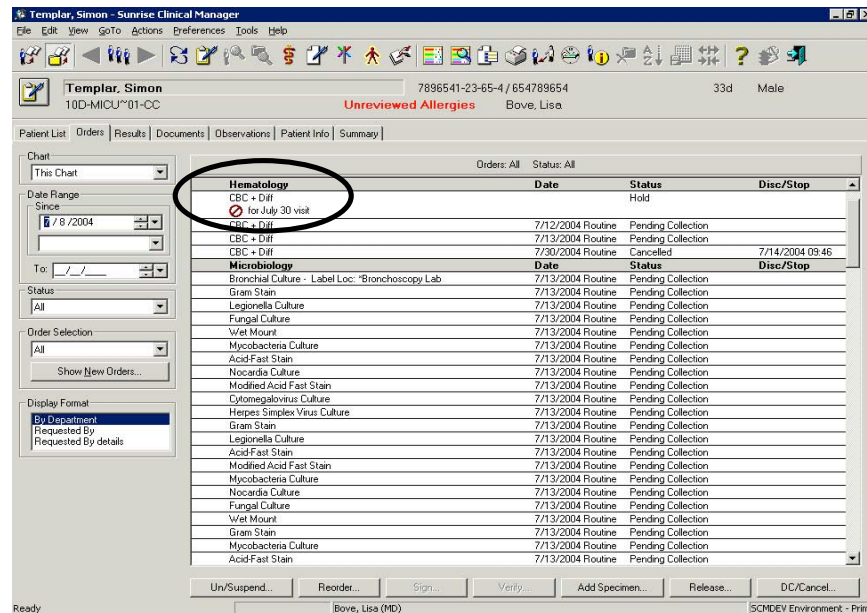 Templar, Simon - Sunrise Clinical Manager
File Edit View GoTo Actions Preferences Tools Help
Templar, Simon 7896541-23-65-4 / 654789654 33d Male
10D-MICU~01-CC Unreviewed Allergies Bove, Lisa
Patient List Orders Results Documents Observations Patient Info Summary
Chart
This Chart
Date Range
Since
7 / 8 /2004
To: _/_/___
Status
All
Order Selection
All
Show New Orders...
Display Format
By Department
Requested By
Requested By details
Orders: All Status: All
Hematology Date Status Disc/Stop
CBC + Diff Hold
for July 30 visit
CBC + Diff 7/12/2004 Routine Pending Collection
CBC + Diff 7/13/2004 Routine Pending Collection
CBC + Diff 7/30/2004 Routine Cancelled 7/14/2004 09:46
Microbiology Date Status Disc/Stop
Bronchial Culture - Label Loc: "Bronchoscopy Lab 7/13/2004 Routine Pending Collection
Gram Stain 7/13/2004 Routine Pending Collection
Legionella Culture 7/13/2004 Routine Pending Collection
Fungal Culture 7/13/2004 Routine Pending Collection
Wet Mount 7/13/2004 Routine Pending Collection
Mycobacteria Culture 7/13/2004 Routine Pending Collection
Acid-Fast Stain 7/13/2004 Routine Pending Collection
Nocardia Culture 7/13/2004 Routine Pending Collection
Modified Acid Fast Stain 7/13/2004 Routine Pending Collection
Cytomegalovirus Culture 7/13/2004 Routine Pending Collection
Herpes Simplex Virus Culture 7/13/2004 Routine Pending Collection
Gram Stain 7/13/2004 Routine Pending Collection
Legionella Culture 7/13/2004 Routine Pending Collection
Acid-Fast Stain 7/13/2004 Routine Pending Collection
Modified Acid Fast Stain 7/13/2004 Routine Pending Collection
Mycobacteria Culture 7/13/2004 Routine Pending Collection
Nocardia Culture 7/13/2004 Routine Pending Collection
Fungal Culture 7/13/2004 Routine Pending Collection
Wet Mount 7/13/2004 Routine Pending Collection
Gram Stain 7/13/2004 Routine Pending Collection
Mycobacteria Culture 7/13/2004 Routine Pending Collection
Acid-Fast Stain 7/13/2004 Routine Pending Collection
Un/Suspend... Reorder... Sign... Verify... Add Specimen... Release... DC/Cancel...
Ready Bove, Lisa (MD) SCMDEV Environment - Prin